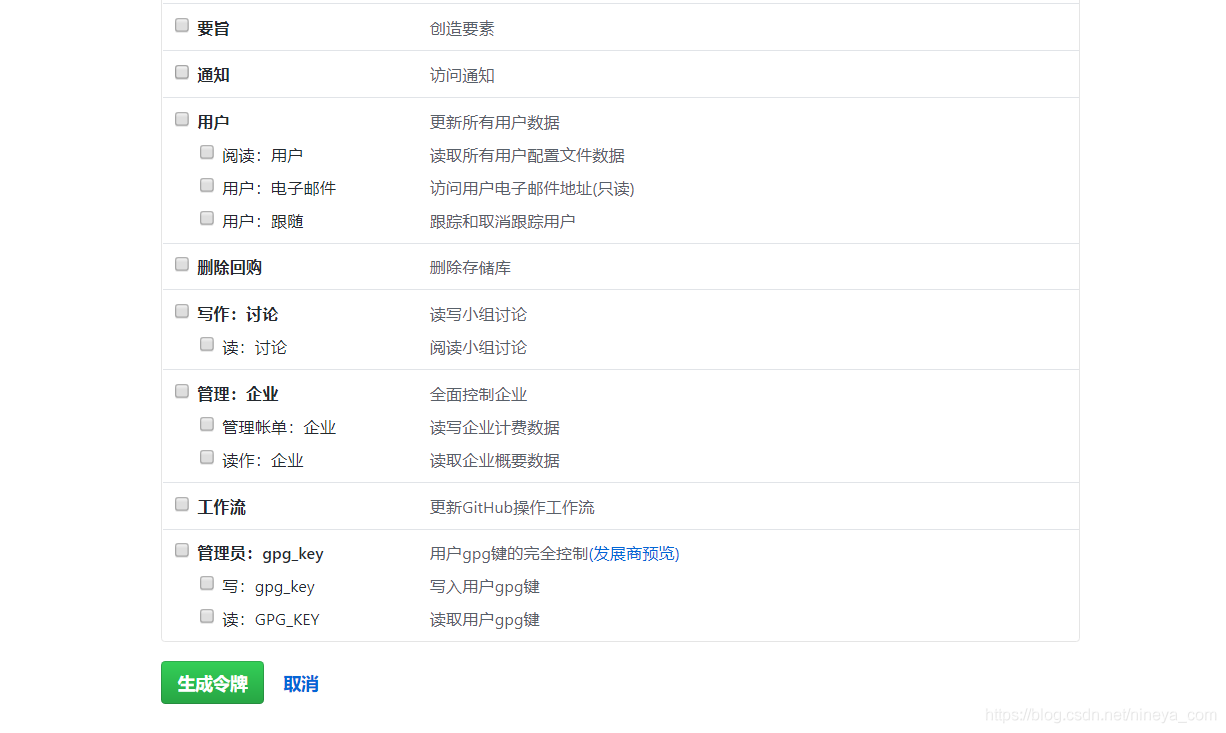 要旨 创造要素
通知 访问通知
用户 更新所有用户数据
阅读：用户 读取所有用户配置文件数据
用户：电子邮件 访问用户电子邮件地址(只读)
用户：跟随 跟踪和取消跟踪用户
删除回购 删除存储库
写作：讨论 读写小组讨论
读：讨论 阅读小组讨论
管理：企业 全面控制企业
管理帐单：企业 读写企业计费数据
读作：企业 读取企业概要数据
工作流 更新GitHub操作工作流
管理员：gpg_key 用户gpg键的完全控制(发展商预览)
写：gpg_key 写入用户gpg键
读：GPG_KEY 读取用户gpg键
生成令牌 取消
https://blog.csdn.net/nineya_com